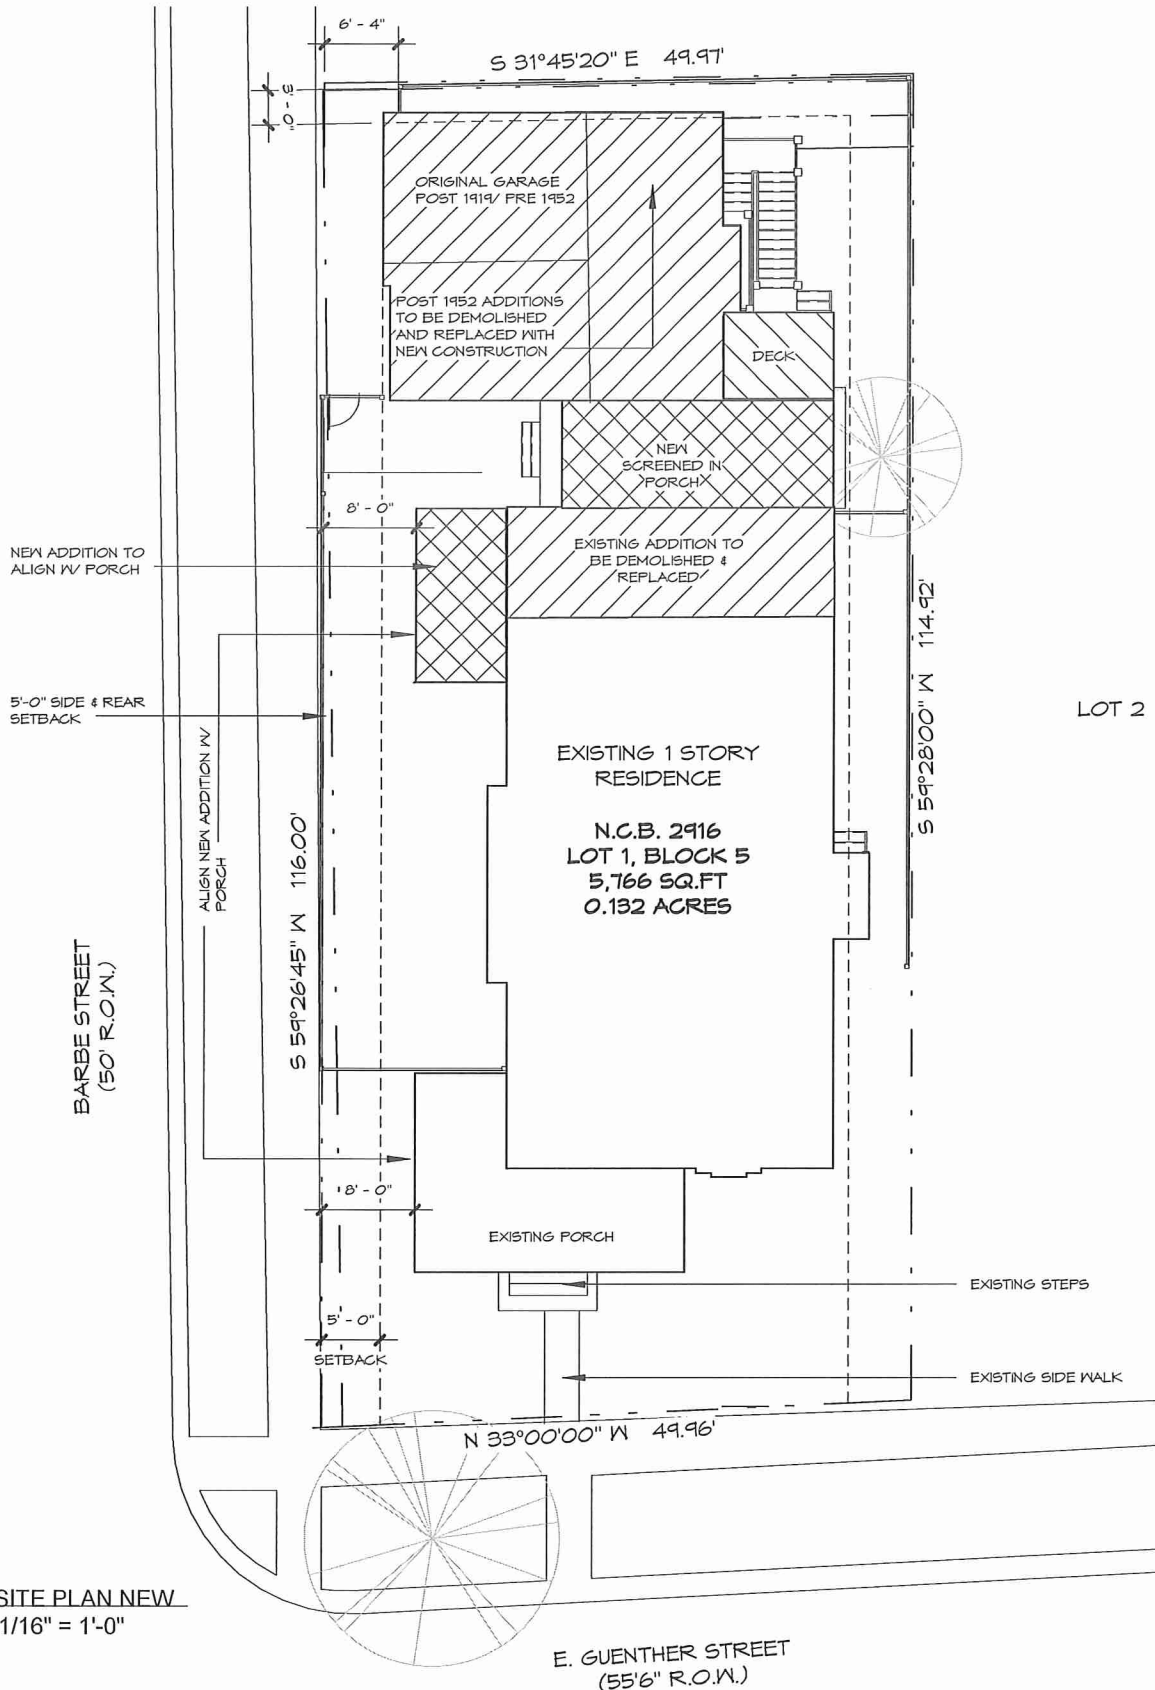 6' - 4"
S 31°45'20" E 49.97'
3' - 0"
ORIGINAL GARAGE
POST 1919/ PRE 1952
POST 1952 ADDITIONS
TO BE DEMOLISHED
AND REPLACED WITH
NEW CONSTRUCTION
DECK
NEW
SCREENED IN
PORCH
8' - 0"
NEW ADDITION TO
ALIGN W/ PORCH
EXISTING ADDITION TO
BE DEMOLISHED &
REPLACED
S 59°28'00" W 114.92'
5'-0" SIDE & REAR
SETBACK
LOT 2
ALIGN NEW ADDITION W/
PORCH
EXISTING 1 STORY
RESIDENCE
N.C.B. 2916
LOT 1, BLOCK 5
5,766 SQ.FT
0.132 ACRES
S 59°26'45" W 116.00'
BARBE STREET
(50' R.O.W.)
8' - 0"
EXISTING PORCH
EXISTING STEPS
5' - 0"
SETBACK
EXISTING SIDE WALK
N 33°00'00" W 49.96'
SITE PLAN NEW
1/16" = 1'-0"
E. GUENTHER STREET
(55'6" R.O.W.)